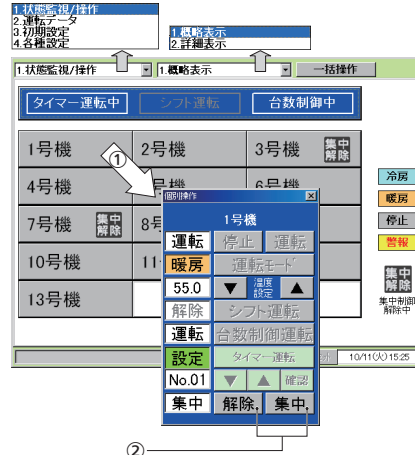 1.状態監視/操作
2.運転データ
3.初期設定
4.各種設定
1.概略表示
2.詳細表示
1.状態監視/操作
1.概略表示
一括操作
タイマー運転中
シフト運転
台数制御中
1号機
2号機
3号機
集中
解除
①
4号機
6号機
7号機
集中
解除
8号
10号機
11
13号機
冷房
暖房
停止
警報
集中
解除
集中制御
解除中
個別操作
1号機
運転
停止
運転
暖房
運転モード
55.0
▼
温度
設定
▲
解除
シフト運転
運転
台数制御運転
設定
タイマー運転
No.01
▼
▲
確認
集中
解除,
集中,
10/11(火)15:25
②